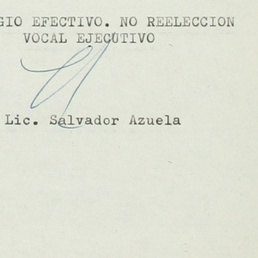 GIO EFECTIVO. NO REELECCION
VOCAL EJECUTIVO
Lic. Salvador Azuela